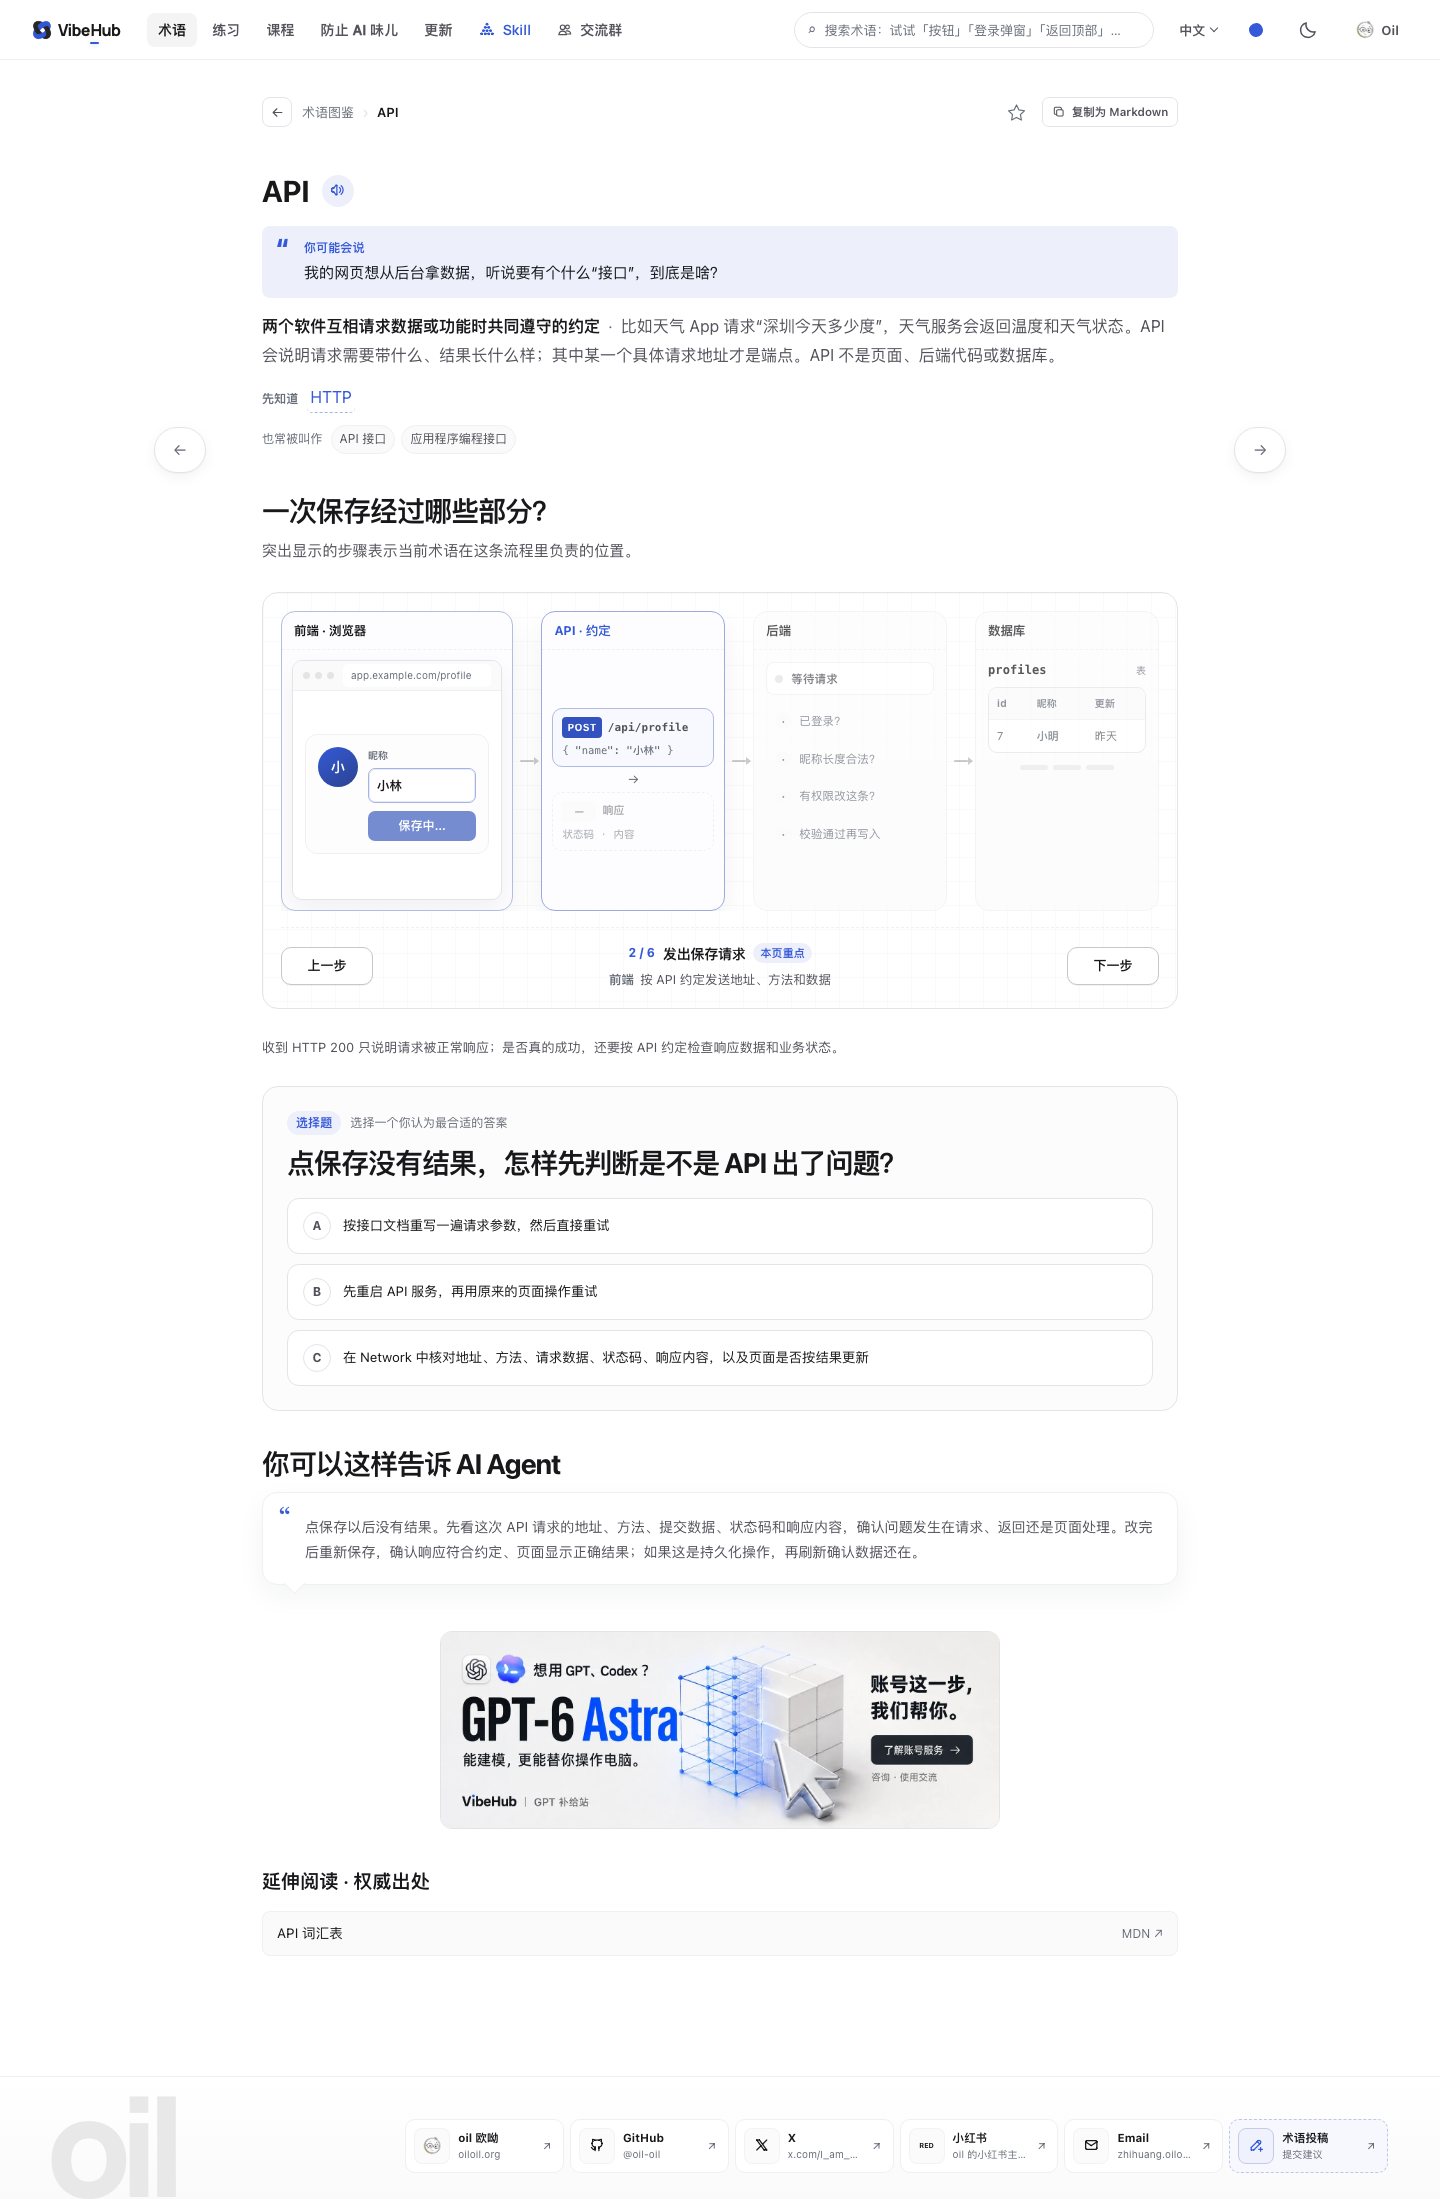 VibeHub
术语
练习
课程
防止 AI 味儿
更新
Skill
交流群
搜索术语：试试「按钮」「登录弹窗」「返回顶部」...
中文
Oil
术语图鉴 › API
复制为 Markdown
API
你可能会说
我的网页想从后台拿数据，听说要有个什么“接口”，到底是啥？
两个软件互相请求数据或功能时共同遵守的约定 · 比如天气 App 请求“深圳今天多少度”，天气服务会返回温度和天气状态。API
会说明请求需要带什么、结果长什么样；其中某一个具体请求地址才是端点。API 不是页面、后端代码或数据库。
先知道 HTTP
也常被叫作 API 接口 应用程序编程接口
一次保存经过哪些部分？
突出显示的步骤表示当前术语在这条流程里负责的位置。
前端 · 浏览器
app.example.com/profile
小
昵称
小林
保存中...
API · 约定
POST /api/profile
{ "name": "小林" }
→
— 响应
状态码 · 内容
后端
等待请求
· 已登录？
· 昵称长度合法？
· 有权限改这条？
· 校验通过再写入
数据库
profiles 表
id 昵称 更新
7 小明 昨天
上一步
2 / 6 发出保存请求 本页重点
前端 按 API 约定发送地址、方法和数据
下一步
收到 HTTP 200 只说明请求被正常响应；是否真的成功，还要按 API 约定检查响应数据和业务状态。
选择题 选择一个你认为最合适的答案
点保存没有结果，怎样先判断是不是 API 出了问题？
A 按接口文档重写一遍请求参数，然后直接重试
B 先重启 API 服务，再用原来的页面操作重试
C 在 Network 中核对地址、方法、请求数据、状态码、响应内容，以及页面是否按结果更新
你可以这样告诉 AI Agent
点保存以后没有结果。先看这次 API 请求的地址、方法、提交数据、状态码和响应内容，确认问题发生在请求、返回还是页面处理。改完
后重新保存，确认响应符合约定、页面显示正确结果；如果这是持久化操作，再刷新确认数据还在。
想用 GPT、Codex？
GPT-6 Astra
能建模，更能替你操作电脑。
VibeHub | GPT 补给站
账号这一步，
我们帮你。
了解账号服务 →
咨询 · 使用交流
延伸阅读 · 权威出处
API 词汇表
MDN ↗
oil
oil 欧呦
oiloil.org
GitHub
@oil-oil
X
x.com/I_am_...
RED
小红书
oil 的小红书主...
Email
zhihuang.oilo...
术语投稿
提交建议